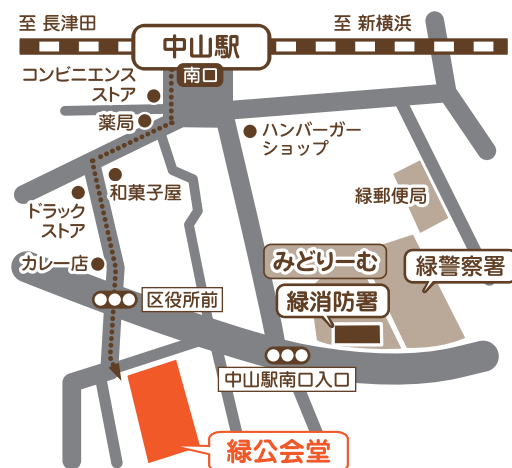 至 長津田
至 新横浜
中山駅
南口
コンビニエンス
ストア
薬局
ハンバーガー
ショップ
和菓子屋
緑郵便局
ドラック
ストア
カレー店
みどりーむ
緑警察署
緑消防署
区役所前
中山駅南口入口
緑公会堂